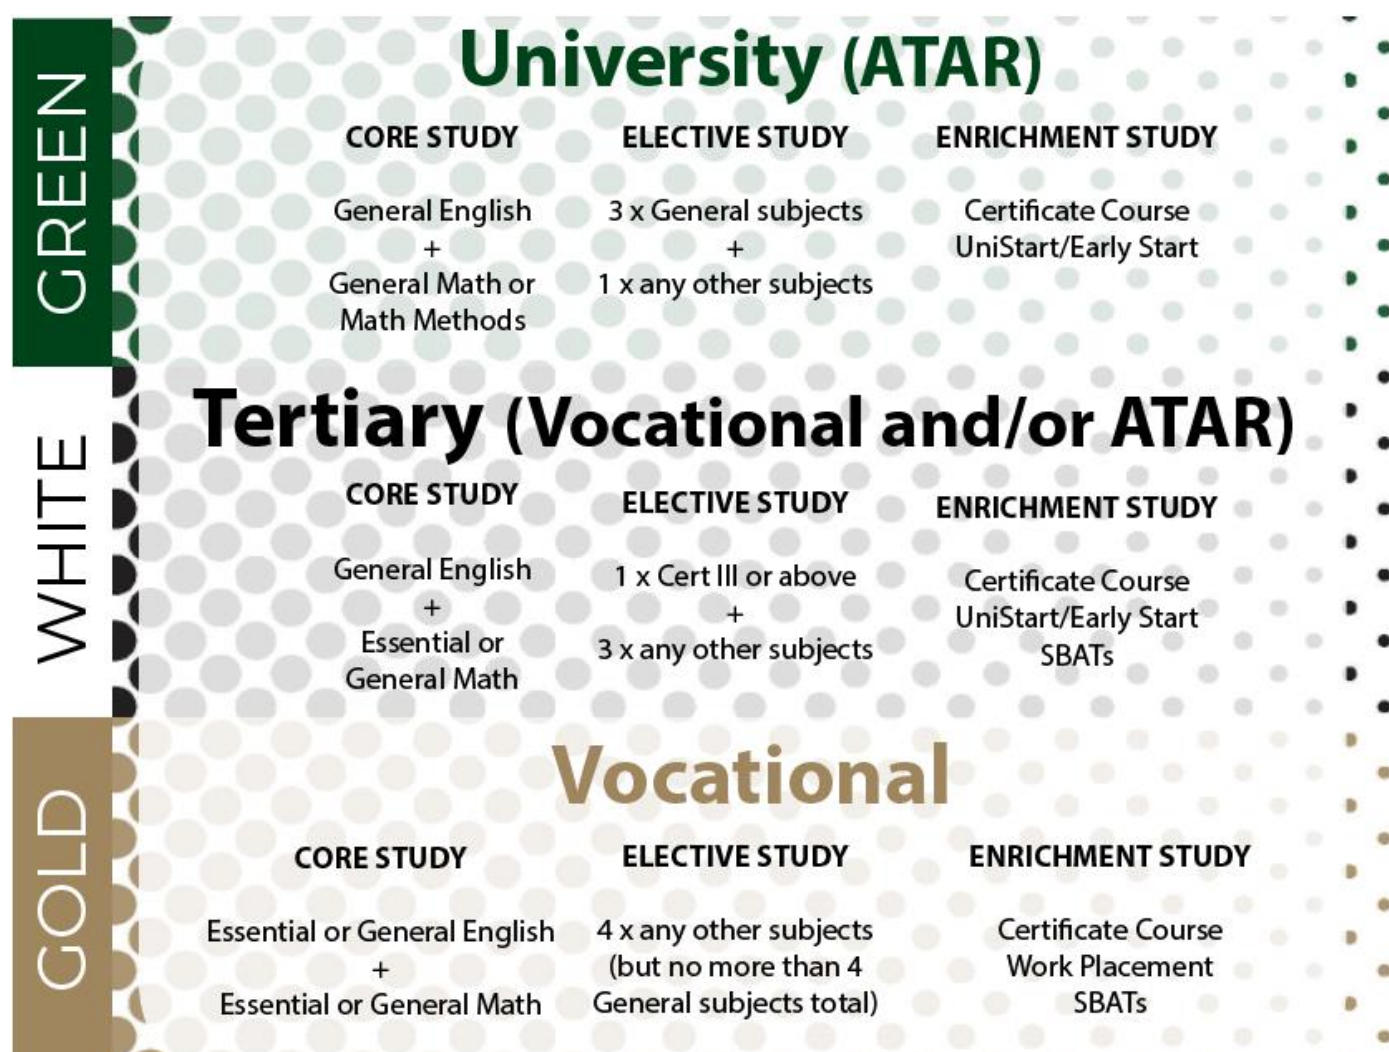 GREEN
University (ATAR)
CORE STUDY
General English
+
General Math or
Math Methods
ELECTIVE STUDY
3 x General subjects
+
1 x any other subjects
ENRICHMENT STUDY
Certificate Course
UniStart/Early Start
WHITE
Tertiary (Vocational and/or ATAR)
CORE STUDY
General English
+
Essential or
General Math
ELECTIVE STUDY
1 x Cert III or above
+
3 x any other subjects
ENRICHMENT STUDY
Certificate Course
UniStart/Early Start
SBATs
GOLD
Vocational
CORE STUDY
Essential or General English
+
Essential or General Math
ELECTIVE STUDY
4 x any other subjects
(but no more than 4
General subjects total)
ENRICHMENT STUDY
Certificate Course
Work Placement
SBATs